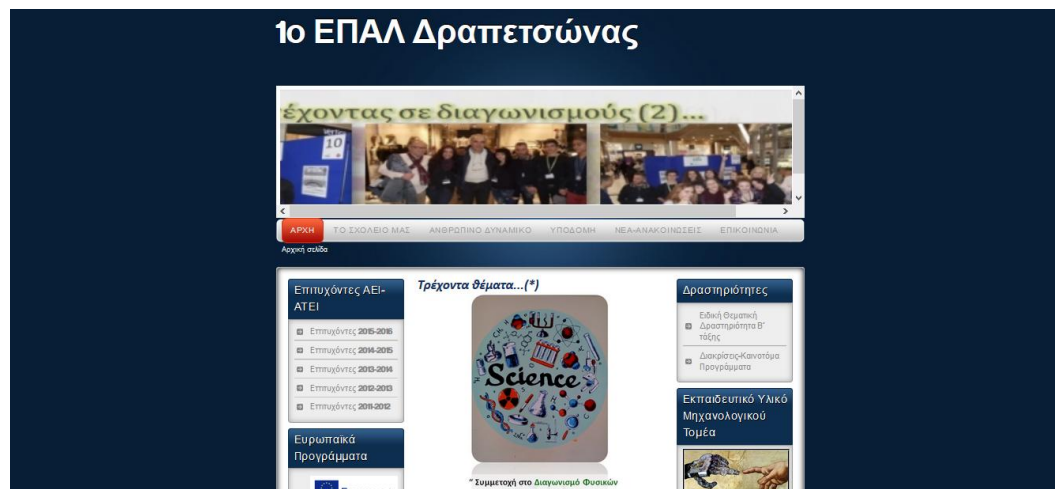 1ο ΕΠΑΛ Δραπετσώνας
έχοντας σε διαγωνισμούς (2)...
10
ΑΡΧΗ ΤΟ ΣΧΟΛΕΙΟ ΜΑΣ ΑΝΘΡΩΠΙΝΟ ΔΥΝΑΜΙΚΟ ΥΠΟΔΟΜΗ ΝΕΑ-ΑΝΑΚΟΙΝΩΣΕΙΣ ΕΠΙΚΟΙΝΩΝΙΑ
Αρχική σελίδα
Επιτυχόντες ΑΕΙ-
ΑΤΕΙ
Επιτυχόντες 2015-2016
Επιτυχόντες 2014-2015
Επιτυχόντες 2013-2014
Επιτυχόντες 2012-2013
Επιτυχόντες 2011-2012
Ευρωπαϊκά
Προγράμματα
Τρέχοντα θέματα...(*)
Science
“ Συμμετοχή στο Διαγωνισμό Φυσικών
Δραστηριότητες
Ειδική Θεματική
Δραστηριότητα Β'
τάξης
Διακρίσεις-Καινοτόμα
Προγράμματα
Εκπαιδευτικό Υλικό
Μηχανολογικού
Τομέα